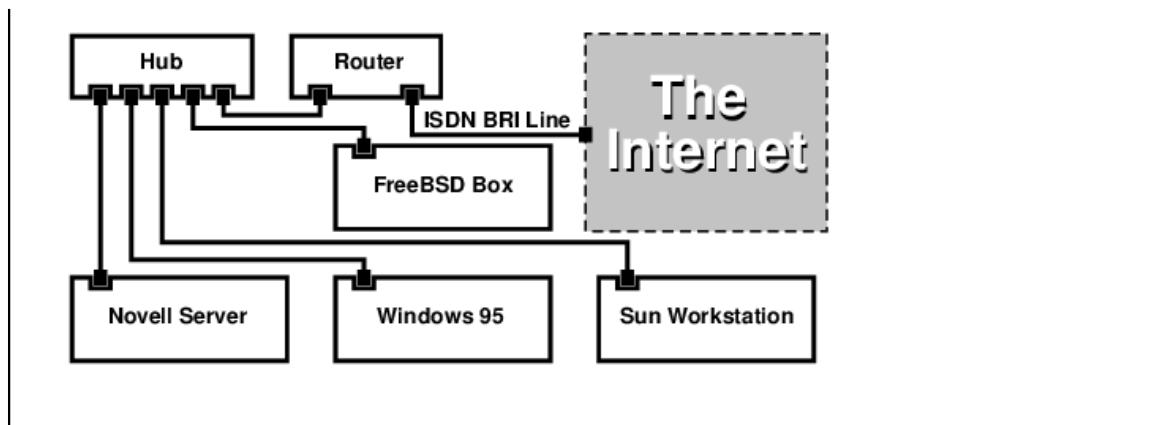 Hub
Router
The
Internet
ISDN BRI Line
FreeBSD Box
Novell Server
Windows 95
Sun Workstation